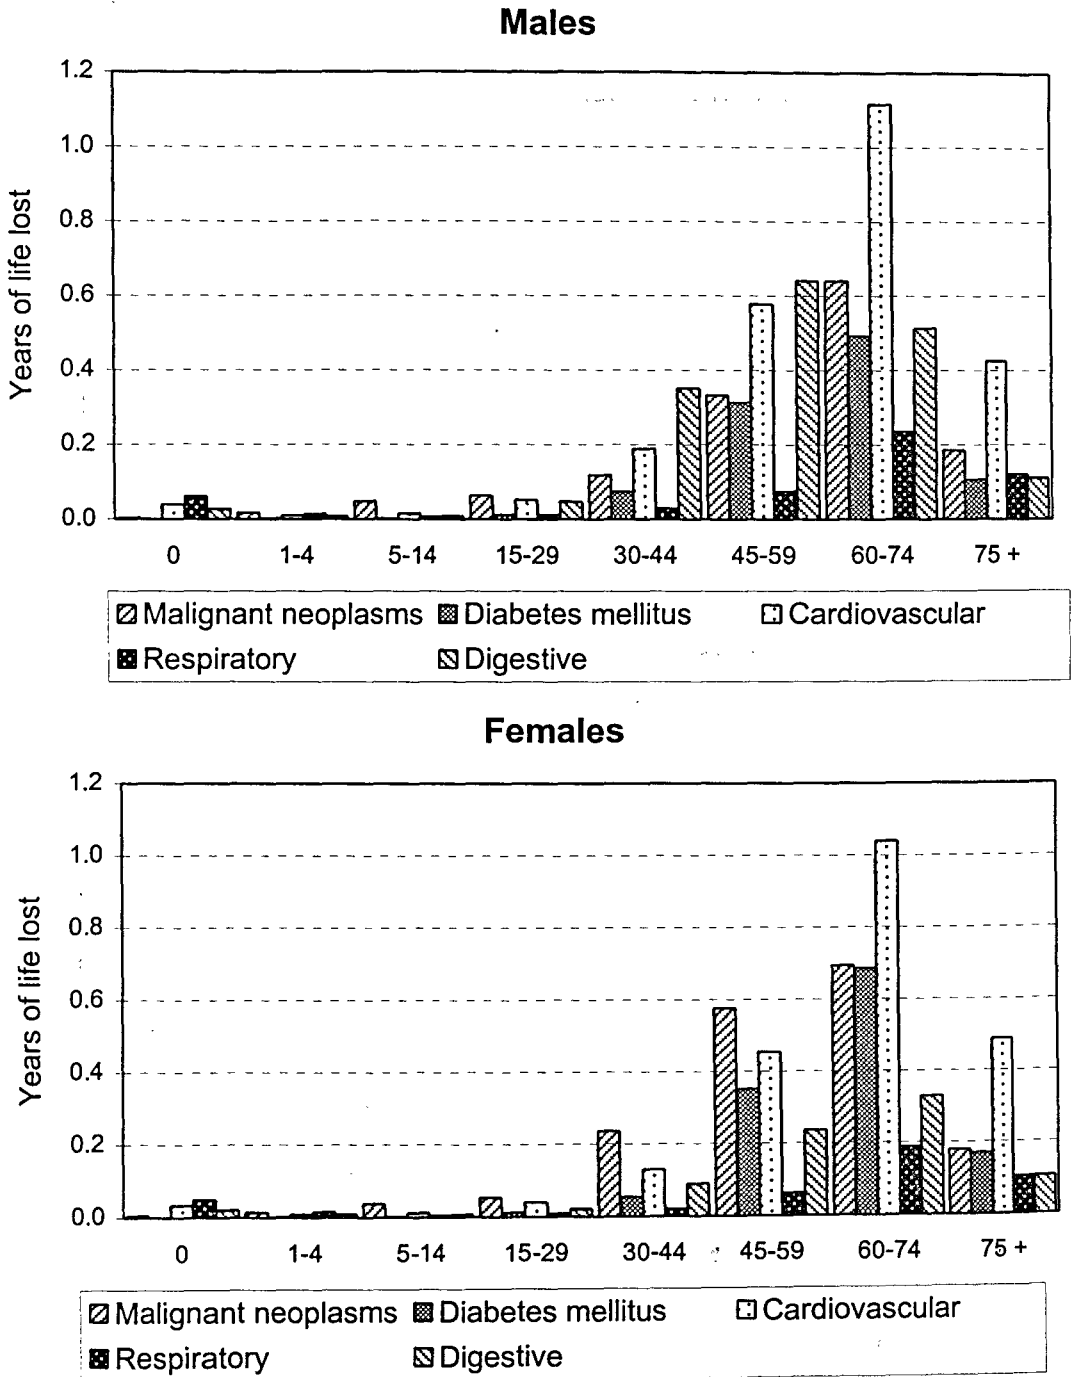 Males
1.2
1.0
0.8
0.6
0.4
0.2
0.0
Years of life lost
0 1-4 5-14 15-29 30-44 45-59 60-74 75 +
Malignant neoplasms Diabetes mellitus Cardiovascular
Respiratory Digestive
Females
1.2
1.0
0.8
0.6
0.4
0.2
0.0
Years of life lost
0 1-4 5-14 15-29 30-44 45-59 60-74 75 +
Malignant neoplasms Diabetes mellitus Cardiovascular
Respiratory Digestive